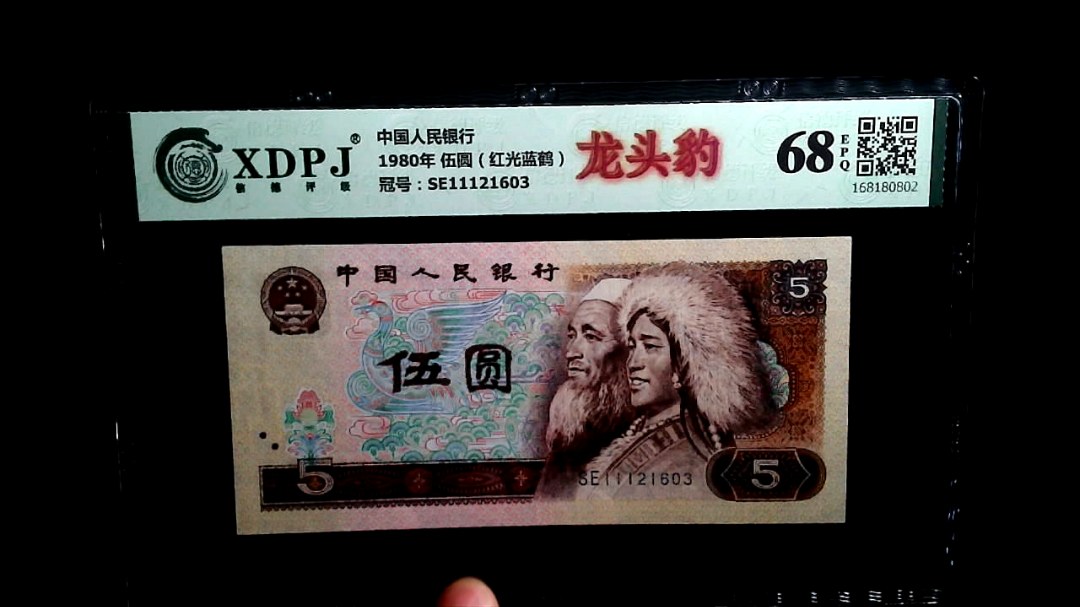 XDPJ®
信德评级
中国人民银行
1980年 伍圆（红光蓝鹤）
冠号：SE11121603
龙头豹
68
EPQ
168180802
中国人民银行
5
伍圆
5
SE11121603
5